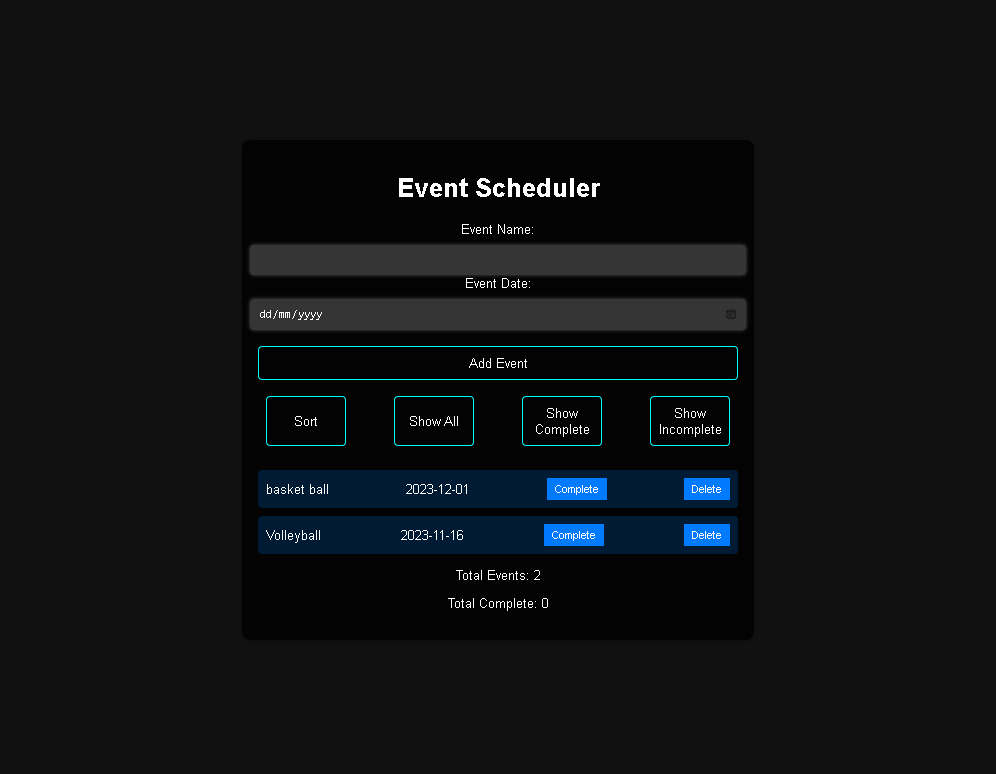 Event Scheduler
Event Name:
Event Date:
dd/mm/yyyy
Add Event
Sort
Show All
Show
Complete
Show
Incomplete
basket ball 2023-12-01 Complete Delete
Volleyball 2023-11-16 Complete Delete
Total Events: 2
Total Complete: 0